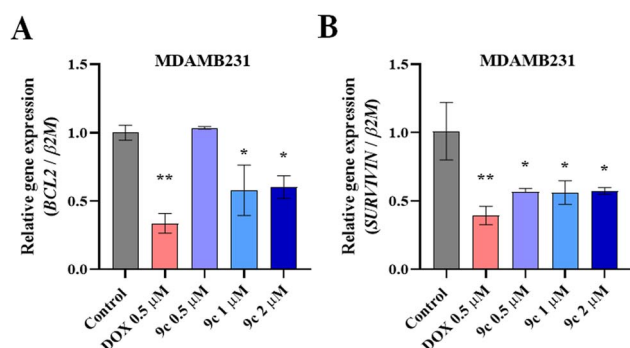 A
MDAMB231
Relative gene expression
(BCL2 / β2M)
1.5
1.0
0.5
0.0
**
*
*
Control
DOX 0.5 μM
9c 0.5 μM
9c 1 μM
9c 2 μM
B
MDAMB231
Relative gene expression
(SURVIVIN / β2M)
1.5
1.0
0.5
0.0
**
*
*
*
Control
DOX 0.5 μM
9c 0.5 μM
9c 1 μM
9c 2 μM